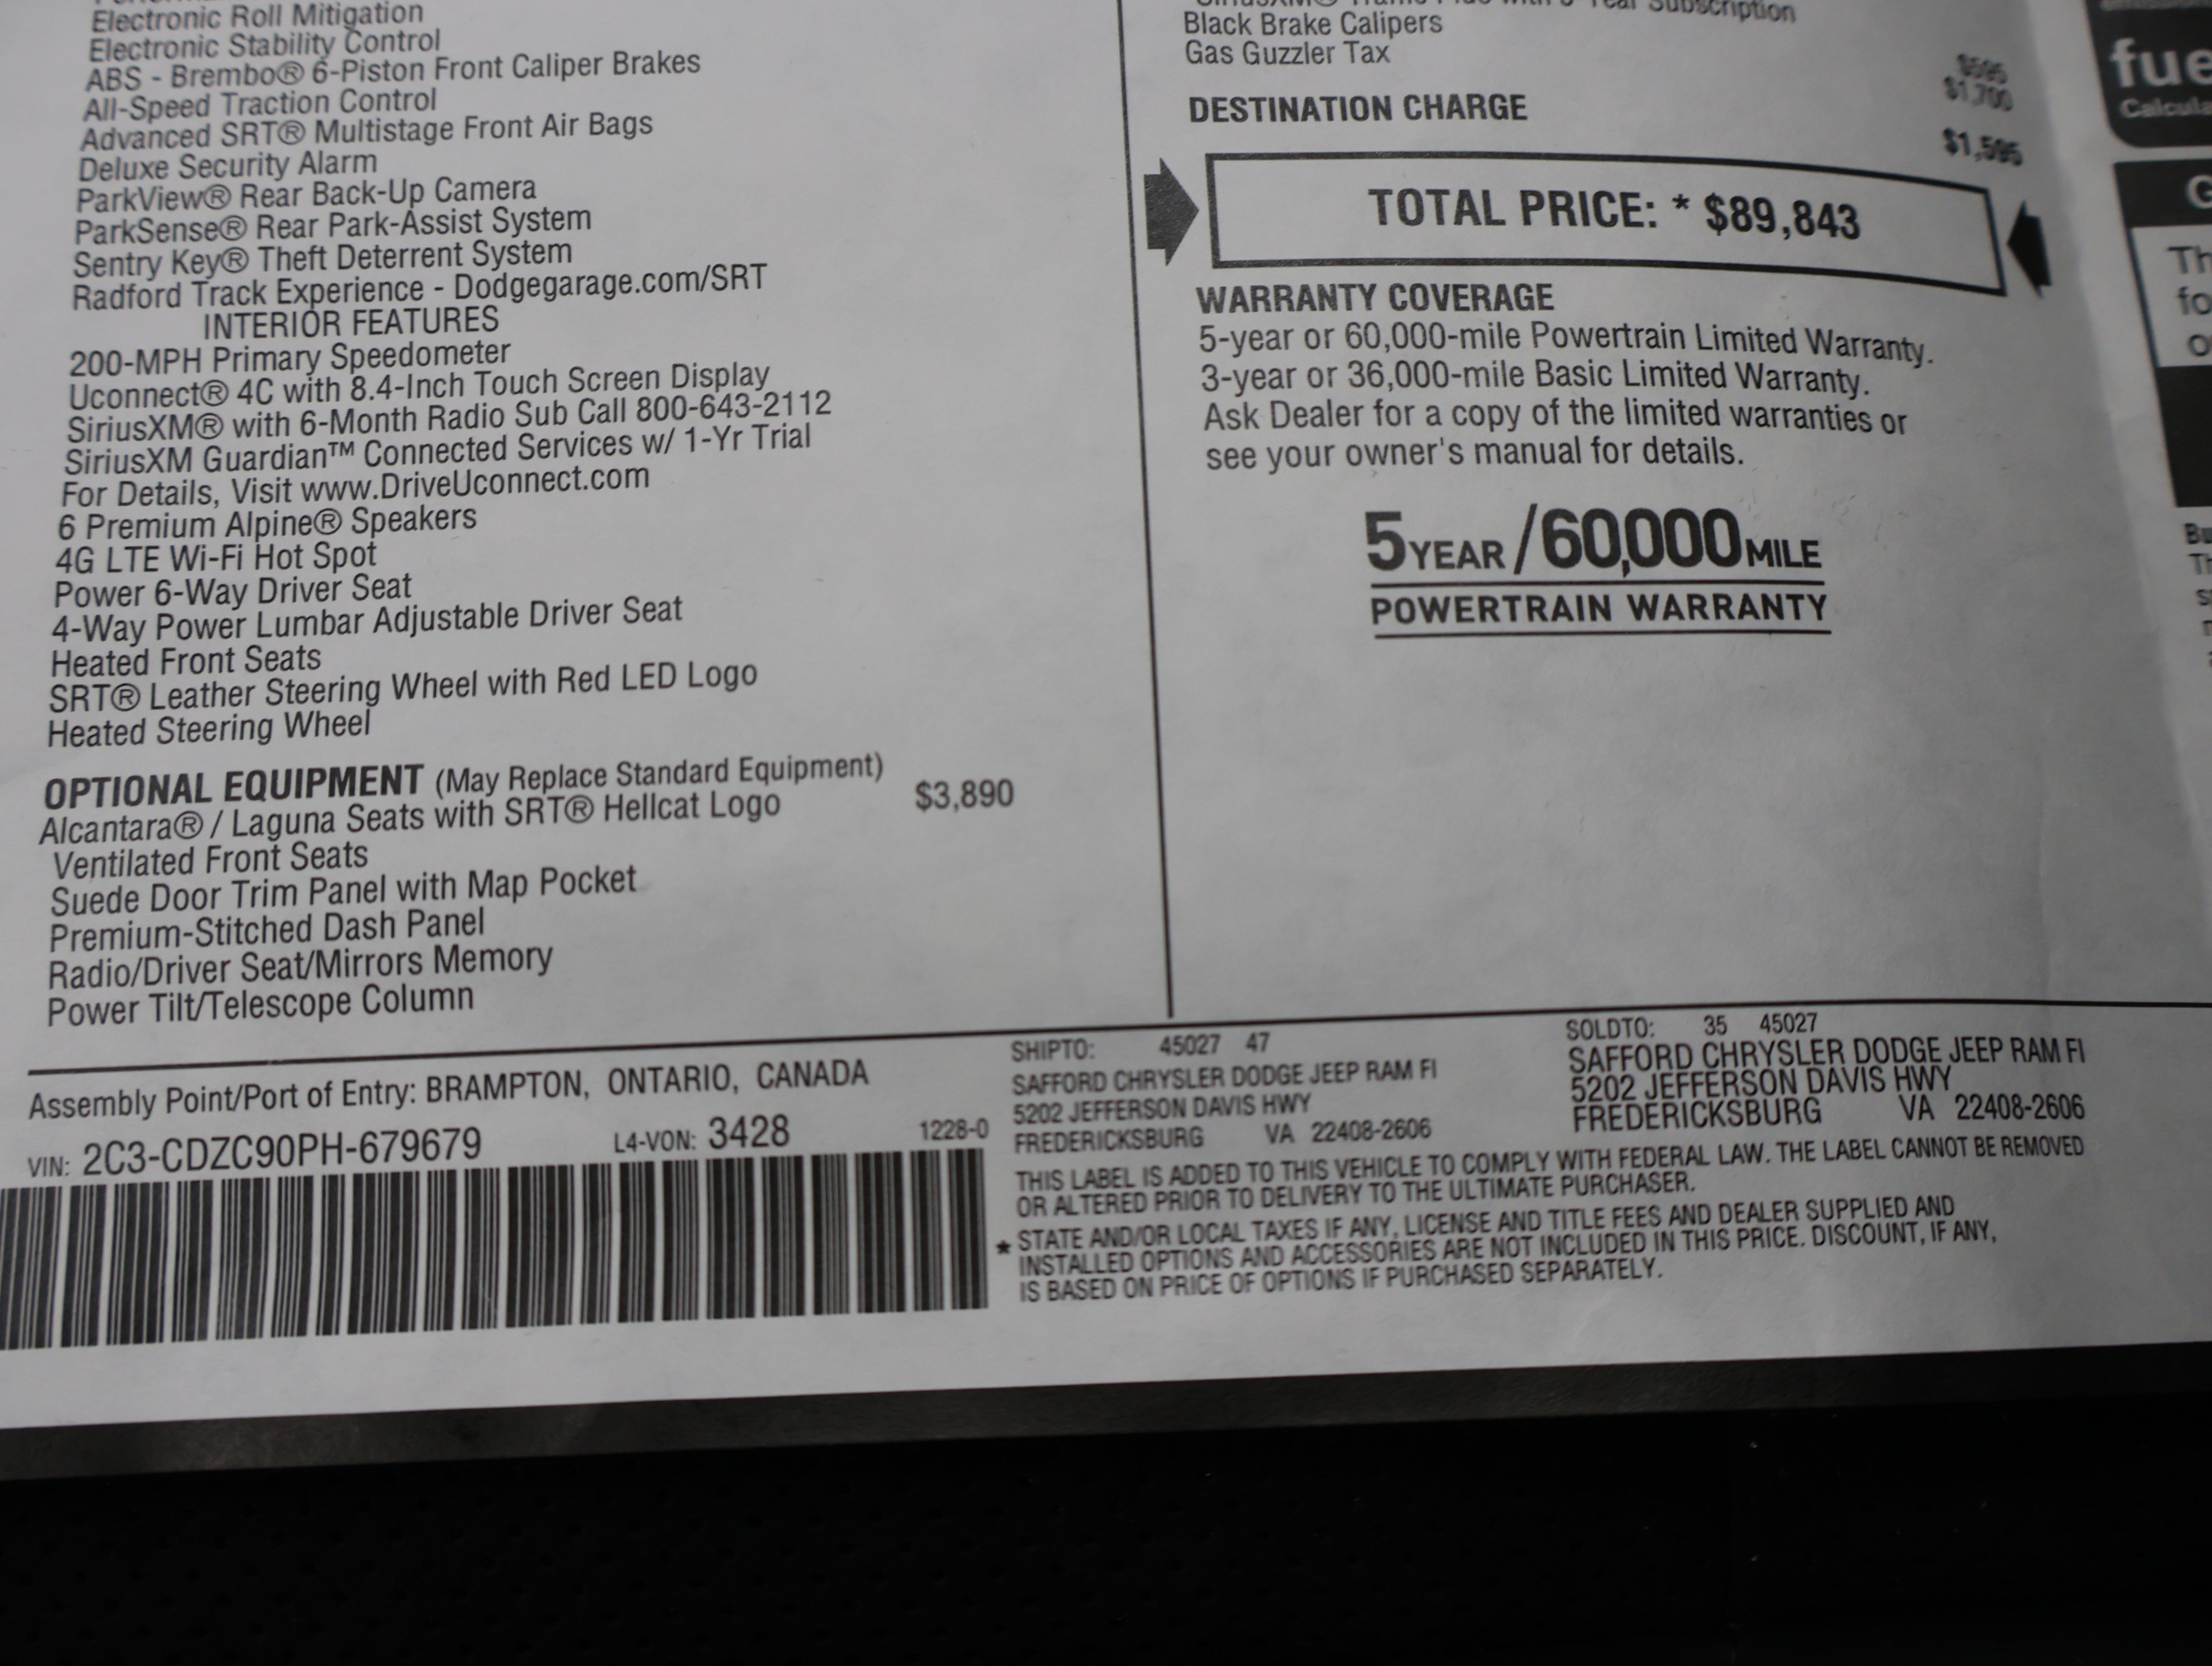 Electronic Roll Mitigation
Electronic Stability Control
ABS - Brembo® 6-Piston Front Caliper Brakes
All-Speed Traction Control
Advanced SRT® Multistage Front Air Bags
Deluxe Security Alarm
ParkView® Rear Back-Up Camera
ParkSense® Rear Park-Assist System
Sentry Key® Theft Deterrent System
Radford Track Experience - Dodgegarage.com/SRT
INTERIOR FEATURES
200-MPH Primary Speedometer
Uconnect® 4C with 8.4-Inch Touch Screen Display
SiriusXM® with 6-Month Radio Sub Call 800-643-2112
SiriusXM Guardian™ Connected Services w/ 1-Yr Trial
For Details, Visit www.DriveUconnect.com
6 Premium Alpine® Speakers
4G LTE Wi-Fi Hot Spot
Power 6-Way Driver Seat
4-Way Power Lumbar Adjustable Driver Seat
Heated Front Seats
SRT® Leather Steering Wheel with Red LED Logo
Heated Steering Wheel
OPTIONAL EQUIPMENT (May Replace Standard Equipment)
Alcantara® / Laguna Seats with SRT® Hellcat Logo $3,890
Ventilated Front Seats
Suede Door Trim Panel with Map Pocket
Premium-Stitched Dash Panel
Radio/Driver Seat/Mirrors Memory
Power Tilt/Telescope Column
Subscription
Black Brake Calipers $595
Gas Guzzler Tax $1,700
DESTINATION CHARGE $1,595
TOTAL PRICE: * $89,843
WARRANTY COVERAGE
5-year or 60,000-mile Powertrain Limited Warranty.
3-year or 36,000-mile Basic Limited Warranty.
Ask Dealer for a copy of the limited warranties or
see your owner's manual for details.
5 YEAR / 60,000 MILE
POWERTRAIN WARRANTY
Assembly Point/Port of Entry: BRAMPTON, ONTARIO, CANADA
VIN: 2C3-CDZC90PH-679679 L4-VON: 3428 1228-0
SHIPTO: 45027 47
SAFFORD CHRYSLER DODGE JEEP RAM FI
5202 JEFFERSON DAVIS HWY
FREDERICKSBURG VA 22408-2606
SOLDTO: 35 45027
SAFFORD CHRYSLER DODGE JEEP RAM FI
5202 JEFFERSON DAVIS HWY
FREDERICKSBURG VA 22408-2606
THIS LABEL IS ADDED TO THIS VEHICLE TO COMPLY WITH FEDERAL LAW. THE LABEL CANNOT BE REMOVED
OR ALTERED PRIOR TO DELIVERY TO THE ULTIMATE PURCHASER.
* STATE AND/OR LOCAL TAXES IF ANY, LICENSE AND TITLE FEES AND DEALER SUPPLIED AND
INSTALLED OPTIONS AND ACCESSORIES ARE NOT INCLUDED IN THIS PRICE. DISCOUNT, IF ANY,
IS BASED ON PRICE OF OPTIONS IF PURCHASED SEPARATELY.